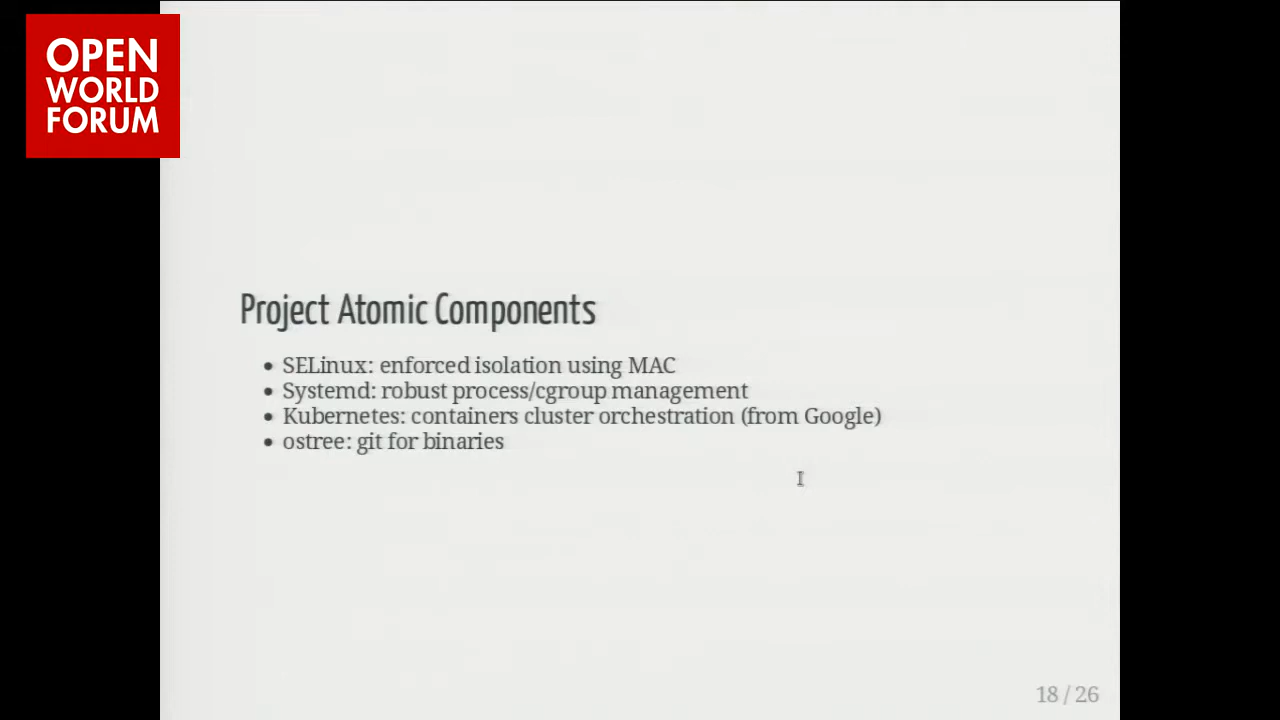 OPEN
WORLD
FORUM
Project Atomic Components
• SELinux: enforced isolation using MAC
• Systemd: robust process/cgroup management
• Kubernetes: containers cluster orchestration (from Google)
• ostree: git for binaries
18 / 26